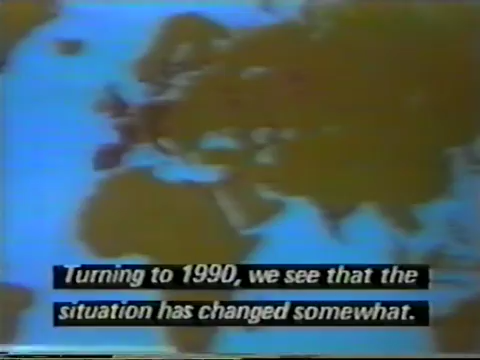 Turning to 1990, we see that the
situation has changed somewhat.